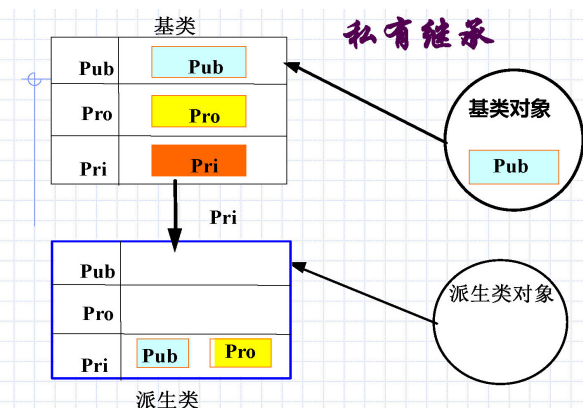 私有继承
基类
Pub Pub
Pro Pro
Pri Pri
基类对象
Pub
Pri
Pub
Pro
Pri Pub Pro
派生类
派生类对象